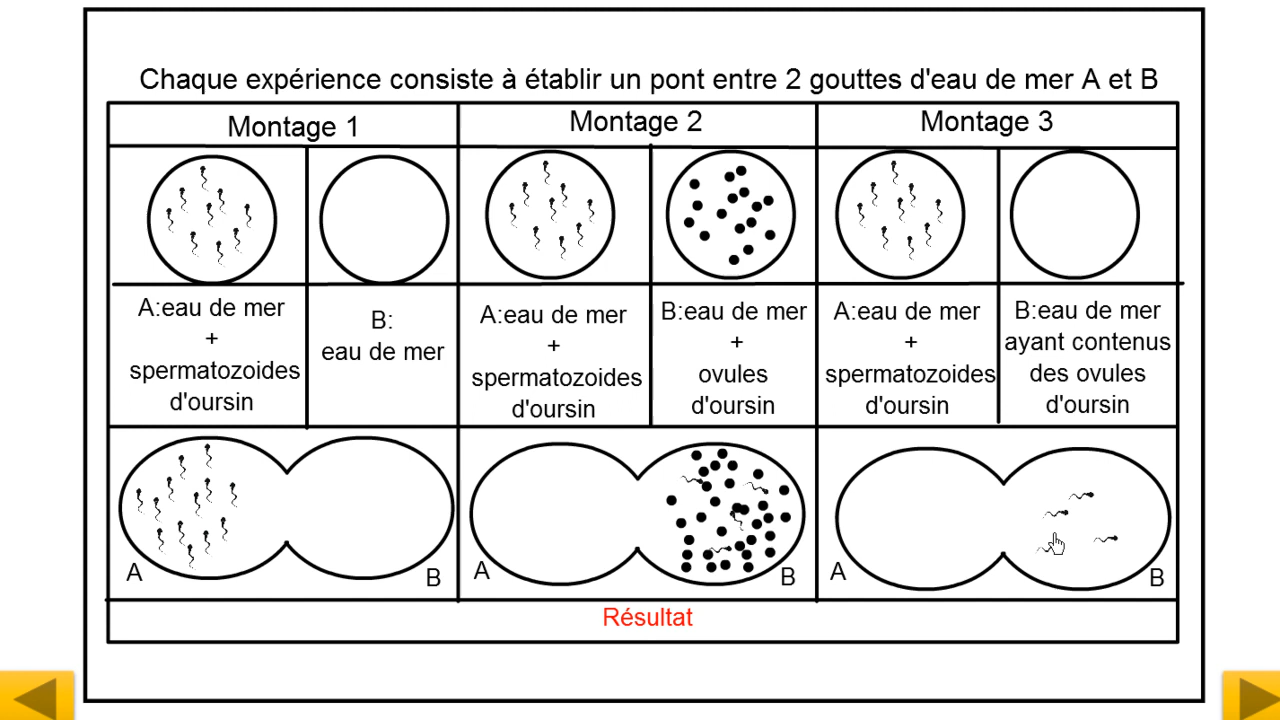 Chaque expérience consiste à établir un pont entre 2 gouttes d'eau de mer A et B
Montage 1
Montage 2
Montage 3
A:eau de mer
+
spermatozoides
d'oursin
B:
eau de mer
A:eau de mer
+
spermatozoides
d'oursin
B:eau de mer
+
ovules
d'oursin
A:eau de mer
+
spermatozoides
d'oursin
B:eau de mer
ayant contenus
des ovules
d'oursin
A
B
A
B
A
B
Résultat